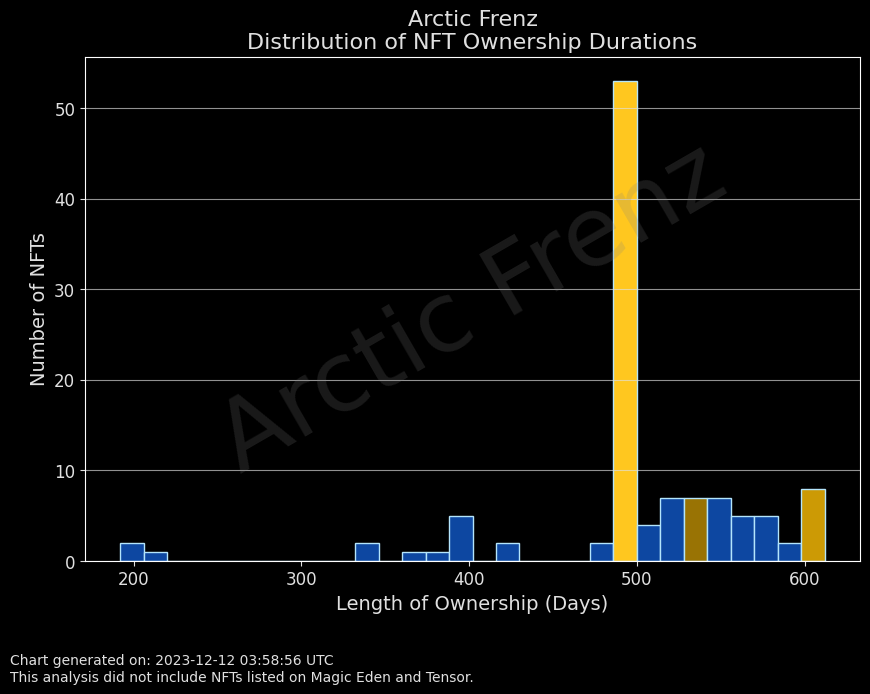 Arctic Frenz
Distribution of NFT Ownership Durations
Number of NFTs
50
40
30
20
10
0
Arctic Frenz
200 300 400 500 600
Length of Ownership (Days)
Chart generated on: 2023-12-12 03:58:56 UTC
This analysis did not include NFTs listed on Magic Eden and Tensor.